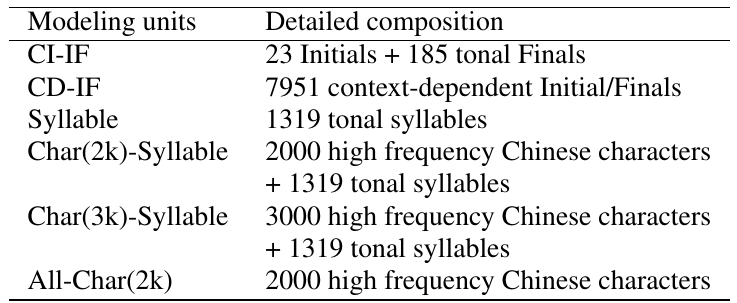 Modeling units Detailed composition
CI-IF 23 Initials + 185 tonal Finals
CD-IF 7951 context-dependent Initial/Finals
Syllable 1319 tonal syllables
Char(2k)-Syllable 2000 high frequency Chinese characters
+ 1319 tonal syllables
Char(3k)-Syllable 3000 high frequency Chinese characters
+ 1319 tonal syllables
All-Char(2k) 2000 high frequency Chinese characters